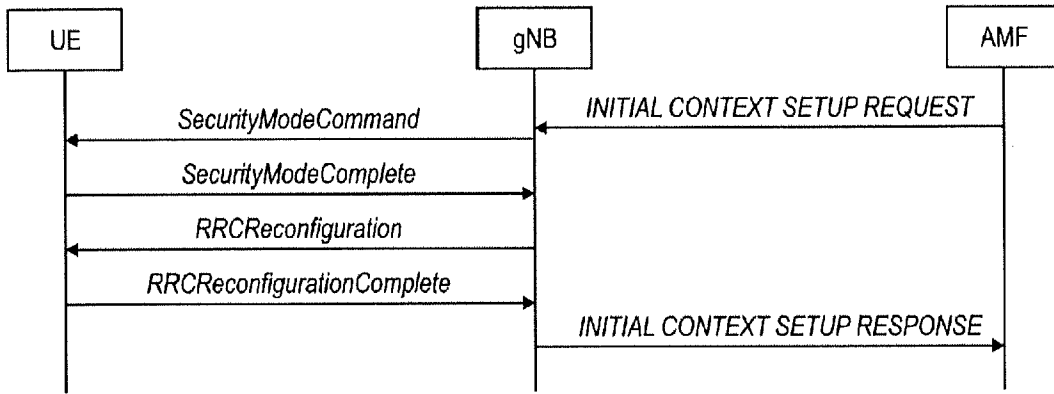 UE
gNB
AMF
INITIAL CONTEXT SETUP REQUEST
SecurityModeCommand
SecurityModeComplete
RRCReconfiguration
RRCReconfigurationComplete
INITIAL CONTEXT SETUP RESPONSE